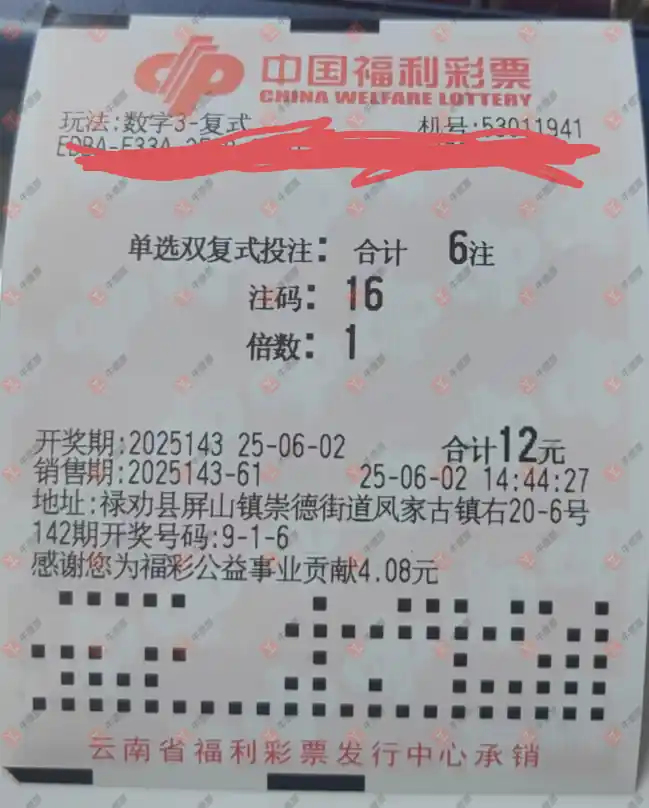 中国福利彩票
CHINA WELFARE LOTTERY
玩法:数字3-复式 机号:53011941
单选双复式投注: 合计 6注
注码: 16
倍数: 1
开奖期:2025143 25-06-02 合计12元
销售期:2025143-61 25-06-02 14:44:27
地址:禄劝县屏山镇崇德街道凤家古镇右20-6号
142期开奖号码:9-1-6
感谢您为福彩公益事业贡献4.08元
云南省福利彩票发行中心承销